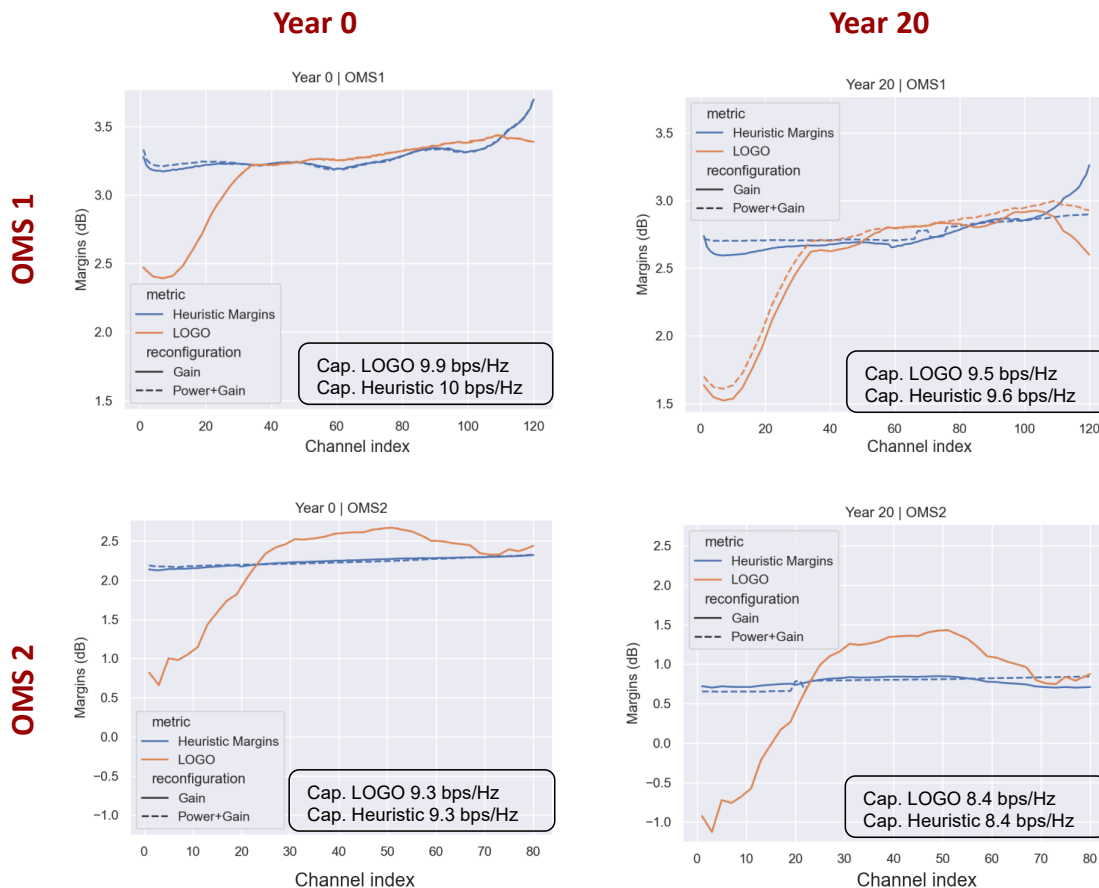 Year 0
Year 20
OMS 1
Year 0 | OMS1
Margins (dB)
3.5
3.0
2.5
2.0
1.5
metric
Heuristic Margins
LOGO
reconfiguration
Gain
Power+Gain
Cap. LOGO 9.9 bps/Hz
Cap. Heuristic 10 bps/Hz
0 20 40 60 80 100 120
Channel index
Year 20 | OMS1
Margins (dB)
3.5
3.0
2.5
2.0
1.5
metric
Heuristic Margins
LOGO
reconfiguration
Gain
Power+Gain
Cap. LOGO 9.5 bps/Hz
Cap. Heuristic 9.6 bps/Hz
0 20 40 60 80 100 120
Channel index
OMS 2
Year 0 | OMS2
Margins (dB)
2.5
2.0
1.5
1.0
0.5
0.0
−0.5
−1.0
metric
Heuristic Margins
LOGO
reconfiguration
Gain
Power+Gain
Cap. LOGO 9.3 bps/Hz
Cap. Heuristic 9.3 bps/Hz
0 10 20 30 40 50 60 70 80
Channel index
Year 20 | OMS2
Margins (dB)
2.5
2.0
1.5
1.0
0.5
0.0
−0.5
−1.0
metric
Heuristic Margins
LOGO
reconfiguration
Gain
Power+Gain
Cap. LOGO 8.4 bps/Hz
Cap. Heuristic 8.4 bps/Hz
0 10 20 30 40 50 60 70 80
Channel index